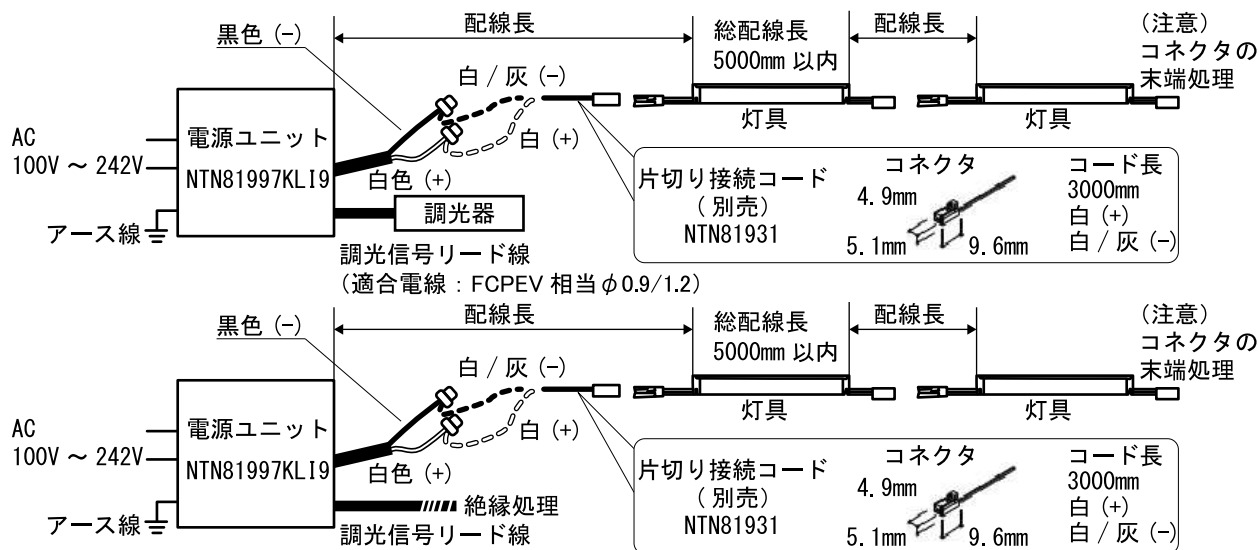 配線長
配線長
(注意)
コネクタの
末端処理
黒色 (-)
総配線長
5000mm 以内
白 / 灰 (-)
白 (+)
灯具
灯具
AC
100V ～ 242V
電源ユニット
NTN81997KLI9
白色 (+)
アース線
調光器
調光信号リード線
(適合電線：FCPEV 相当φ0.9/1.2)
片切り接続コード
(別売)
NTN81931
コネクタ
4.9mm
5.1mm
9.6mm
コード長
3000mm
白 (+)
白 / 灰 (-)
配線長
配線長
(注意)
コネクタの
末端処理
黒色 (-)
総配線長
5000mm 以内
白 / 灰 (-)
白 (+)
灯具
灯具
AC
100V ～ 242V
電源ユニット
NTN81997KLI9
白色 (+)
アース線
絶縁処理
調光信号リード線
片切り接続コード
(別売)
NTN81931
コネクタ
4.9mm
5.1mm
9.6mm
コード長
3000mm
白 (+)
白 / 灰 (-)